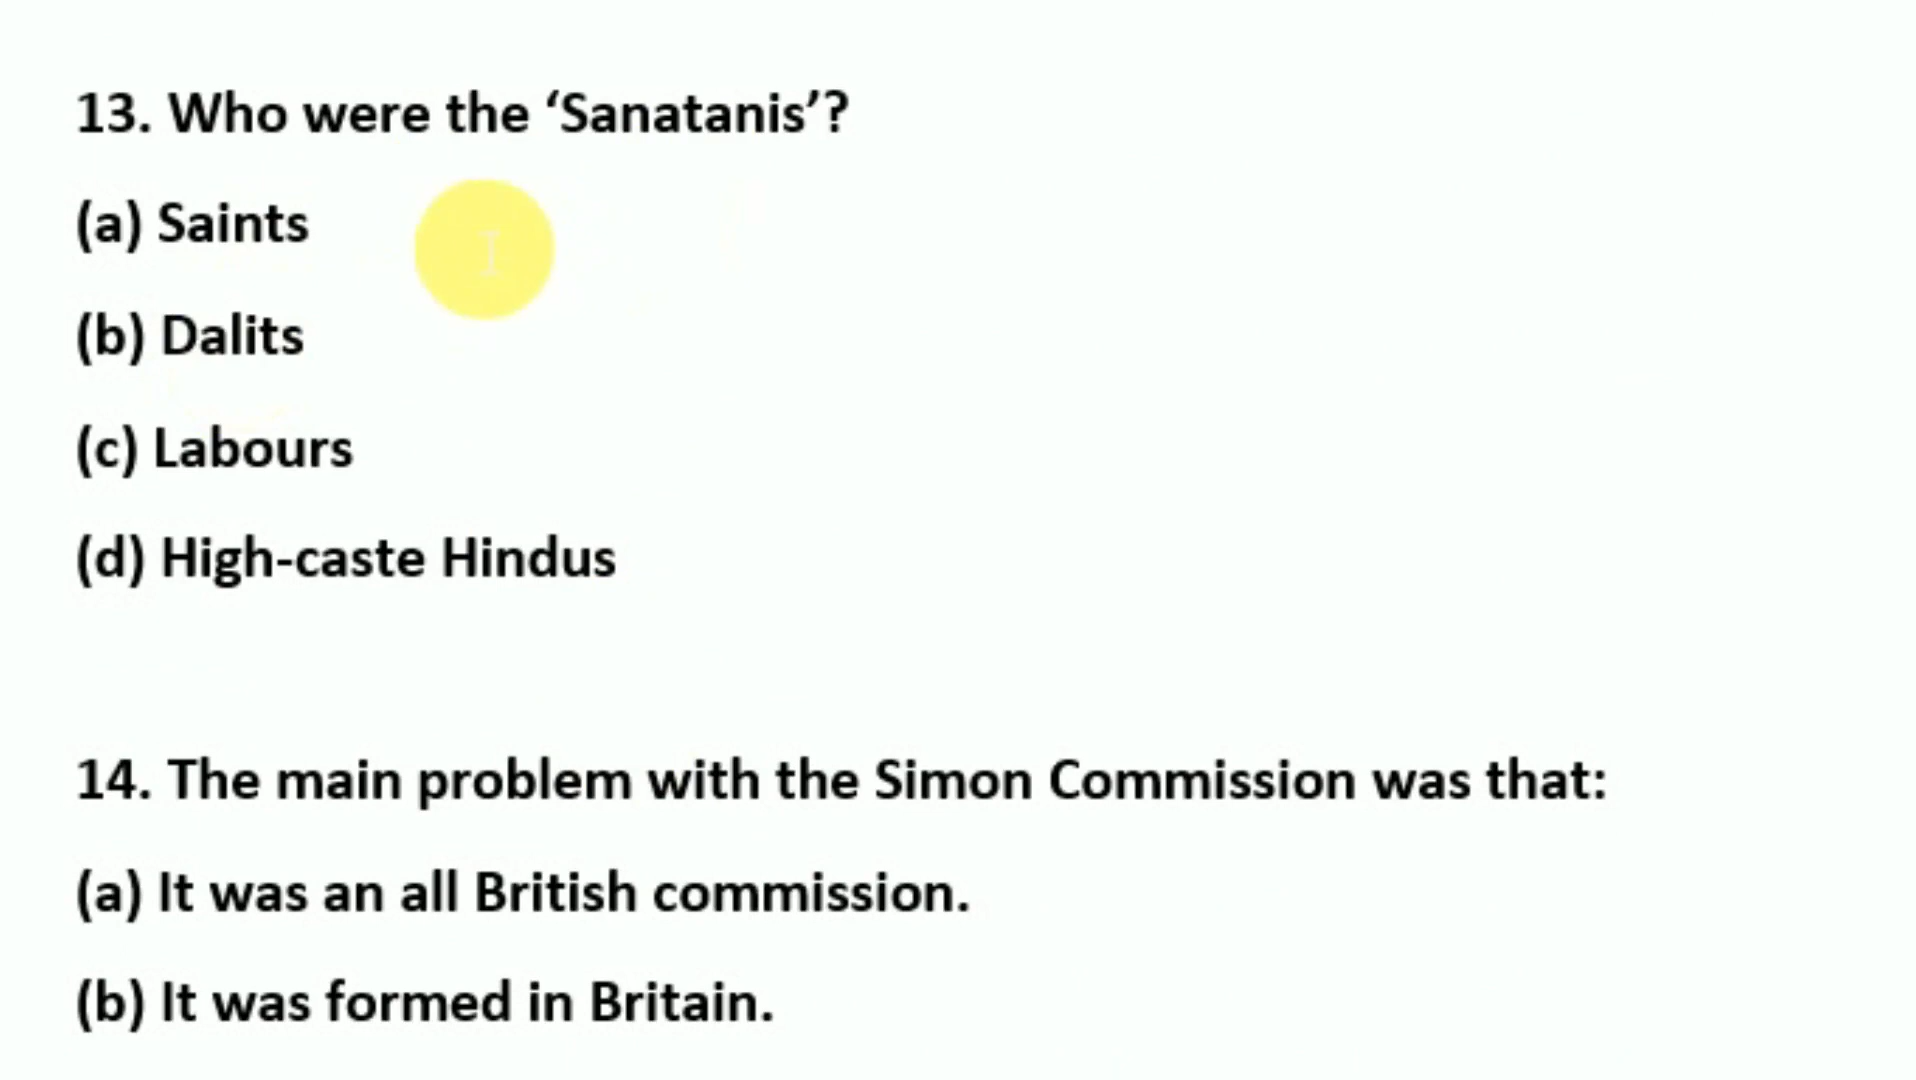 13. Who were the ‘Sanatanis’?
(a) Saints
(b) Dalits
(c) Labours
(d) High-caste Hindus
14. The main problem with the Simon Commission was that:
(a) It was an all British commission.
(b) It was formed in Britain.